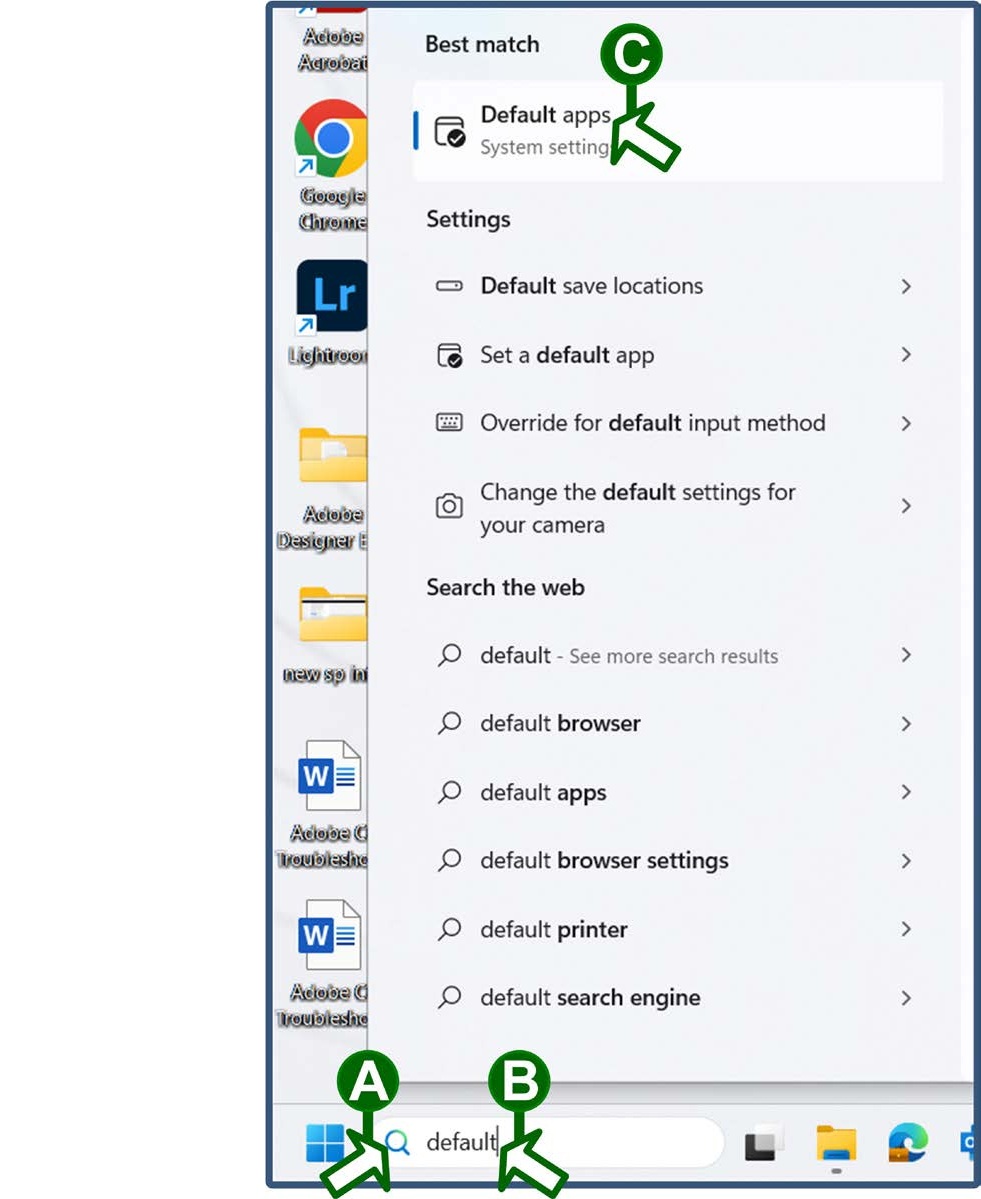 Adobe
Acrobat
Google
Chrome
Lr
Lightroom
Adobe
Designer
new sp
W
Adobe
W
Adobe
Best match
C
Default apps
System settings
Settings
Default save locations
Set a default app
Override for default input method
Change the default settings for
your camera
Search the web
default - See more search results
default browser
default apps
default browser settings
default printer
default search engine
A
B
default